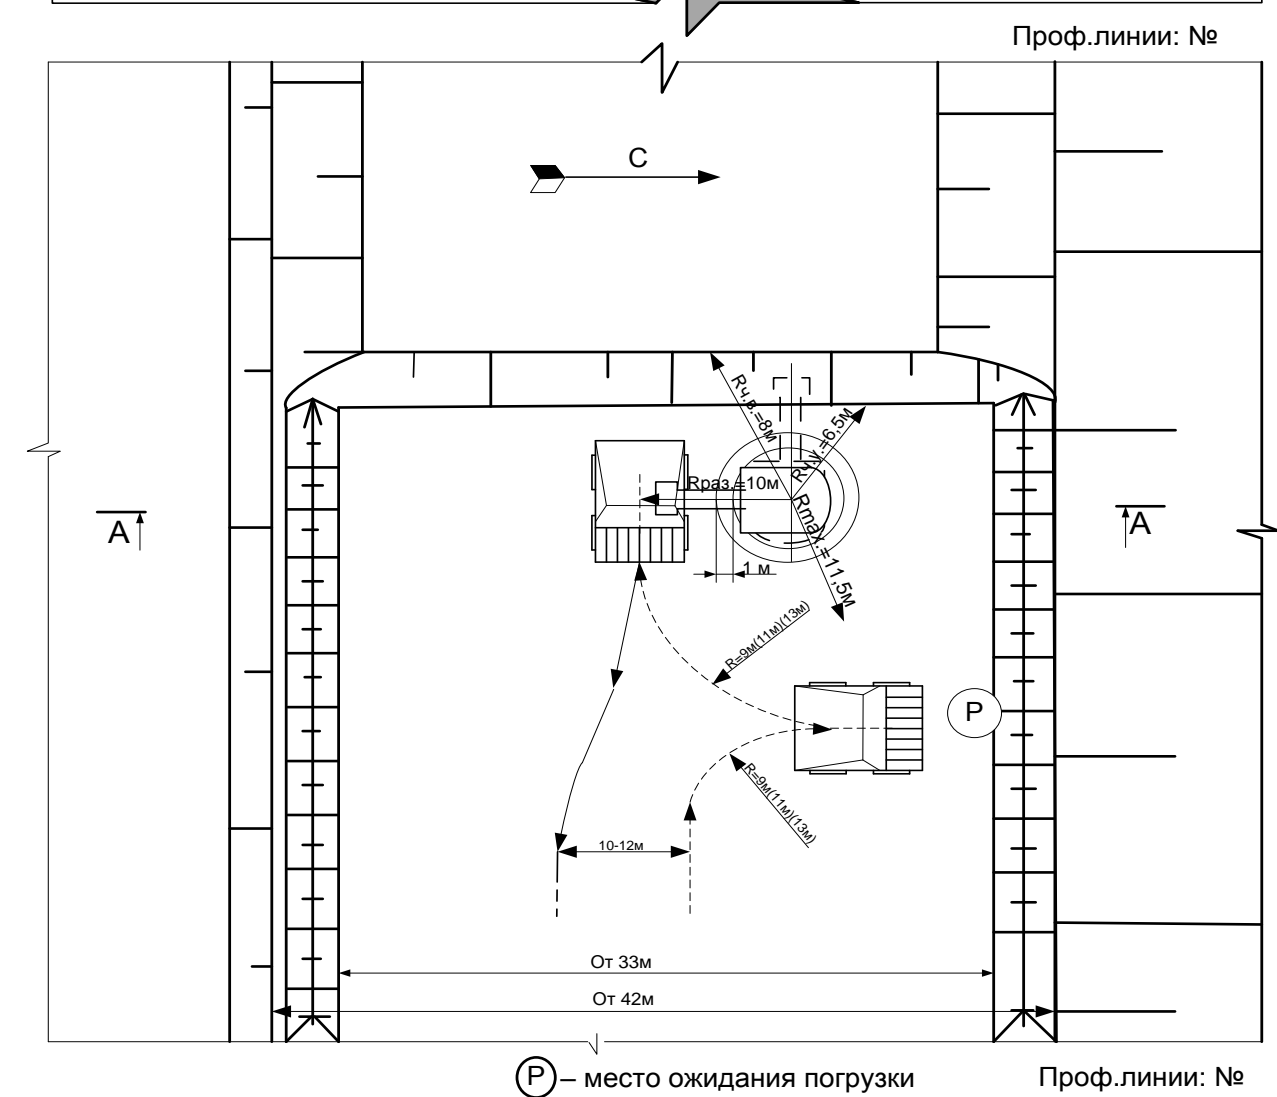 Проф.линии: №
С
Rч.в.=8м
Rч.у.=6,5м
Rраз.=10м
Rmax.=11,5м
А
А
1 м
R=9м(11м)(13м)
Р
R=9м(11м)(13м)
10-12м
От 33м
От 42м
Р – место ожидания погрузки
Проф.линии: №